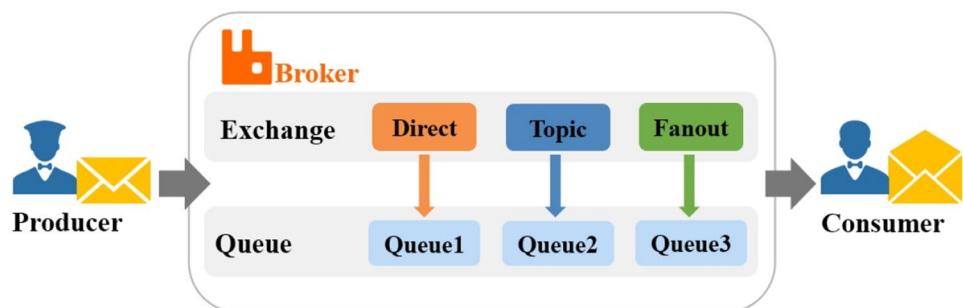 Broker
Exchange Direct Topic Fanout
Producer
Queue Queue1 Queue2 Queue3
Consumer